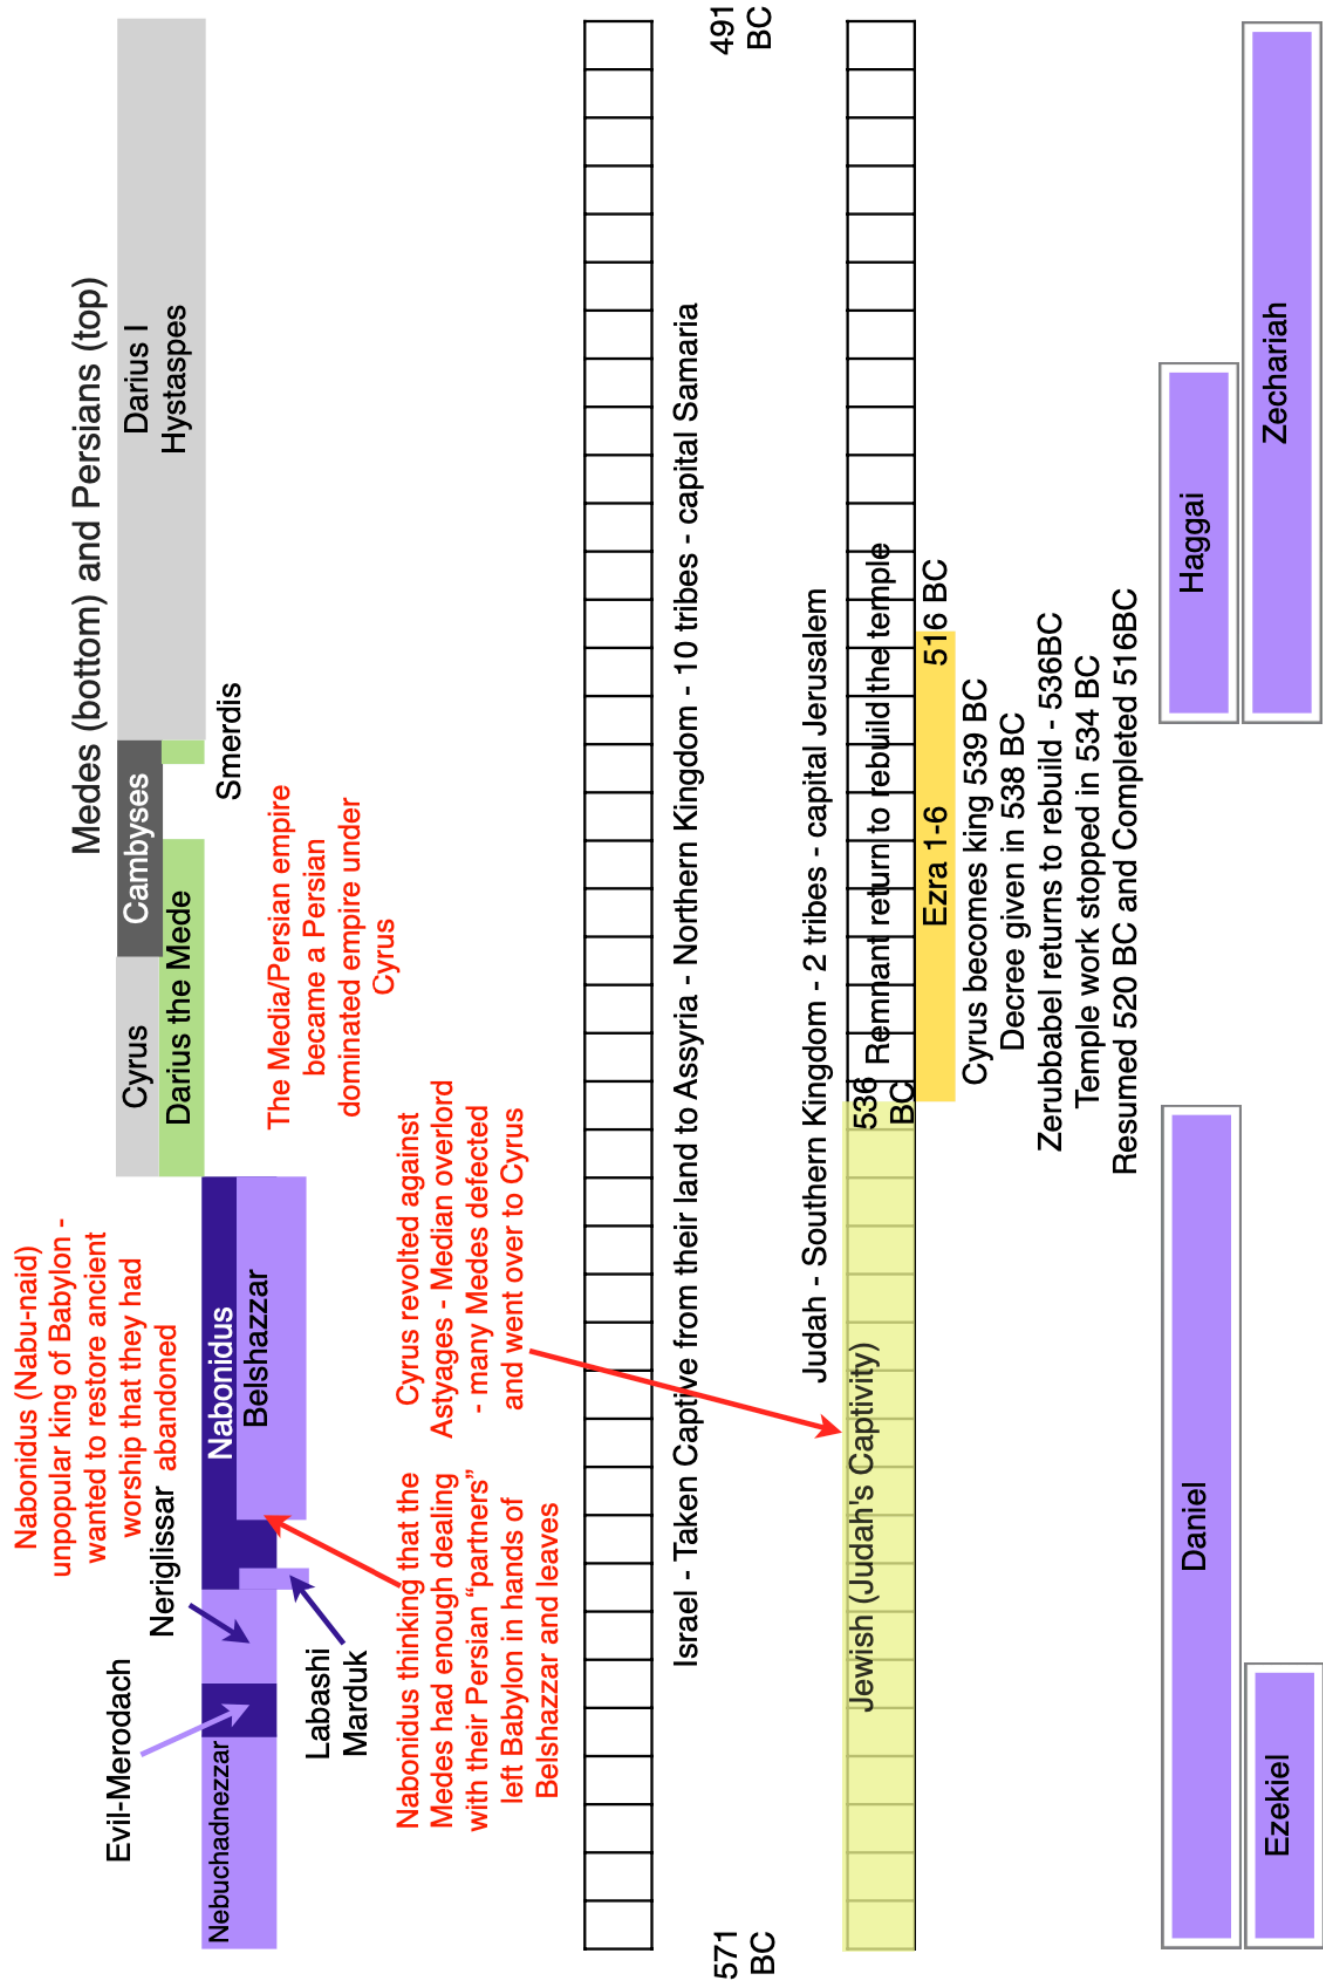 Medes (bottom) and Persians (top)
Nabonidus (Nabu-naid)
unpopular king of Babylon -
wanted to restore ancient
worship that they had
abandoned
Evil-Merodach
Neriglissar
Nebuchadnezzar
Nabonidus
Belshazzar
Labashi
Marduk
Cyrus
Darius the Mede
Cambyses
Smerdis
Darius I
Hystaspes
The Media/Persian empire
became a Persian
dominated empire under
Cyrus
Nabonidus thinking that the
Medes had enough dealing
with their Persian “partners”
left Babylon in hands of
Belshazzar and leaves
Cyrus revolted against
Astyages - Median overlord
- many Medes defected
and went over to Cyrus
Israel - Taken Captive from their land to Assyria - Northern Kingdom - 10 tribes - capital Samaria
571
BC
491
BC
Judah - Southern Kingdom - 2 tribes - capital Jerusalem
Jewish (Judah's Captivity)
536
BC
Remnant return to rebuild the temple
Ezra 1-6
516 BC
Cyrus becomes king 539 BC
Decree given in 538 BC
Zerubbabel returns to rebuild - 536BC
Temple work stopped in 534 BC
Resumed 520 BC and Completed 516BC
Daniel
Haggai
Ezekiel
Zechariah